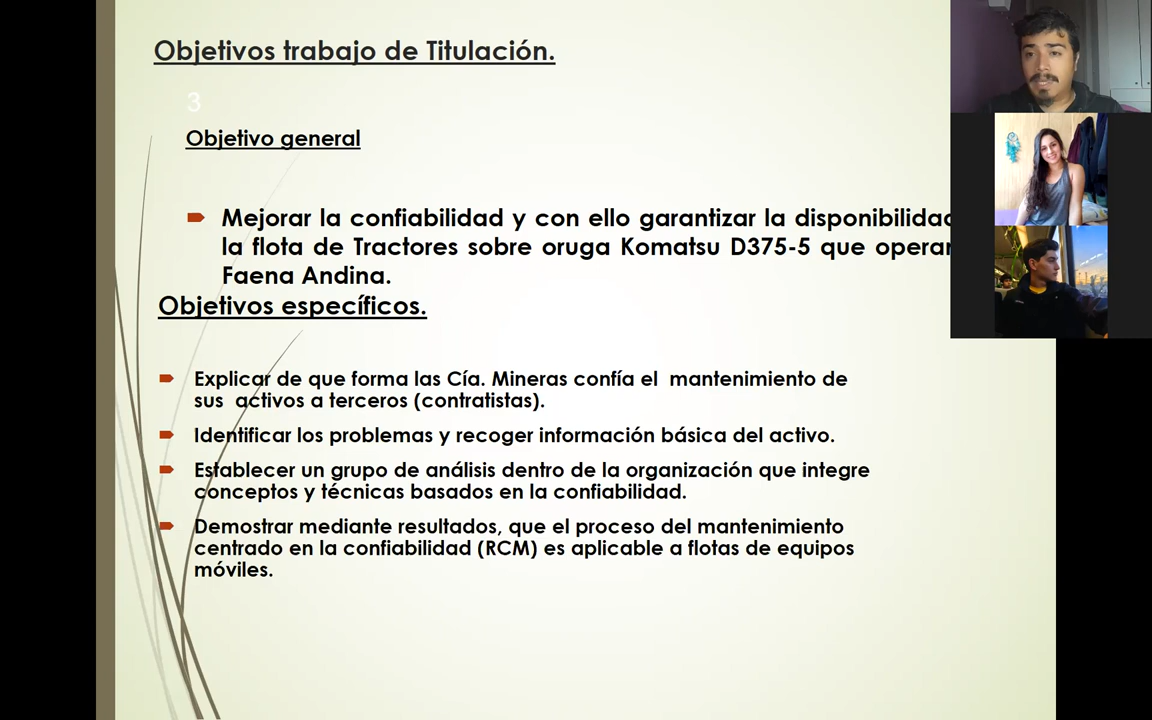 Objetivos trabajo de Titulación.
3
Objetivo general
Mejorar la confiabilidad y con ello garantizar la
la flota de Tractores sobre oruga Komatsu D375-5 que
Faena Andina.
Objetivos específicos.
Explicar de que forma las Cía. Mineras confía el mantenimiento de
sus activos a terceros (contratistas).
Identificar los problemas y recoger información básica del activo.
Establecer un grupo de análisis dentro de la organización que integre
conceptos y técnicas basados en la confiabilidad.
Demostrar mediante resultados, que el proceso del mantenimiento
centrado en la confiabilidad (RCM) es aplicable a flotas de equipos
móviles.